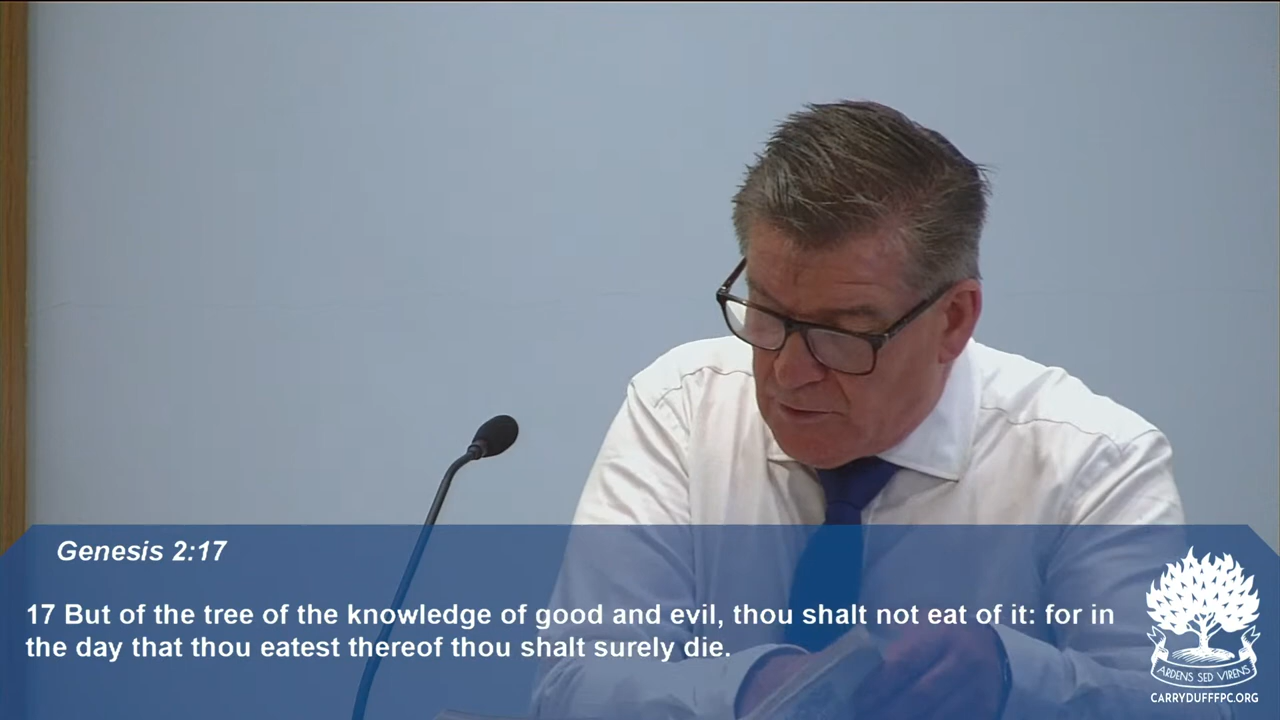 Genesis 2:17
17 But of the tree of the knowledge of good and evil, thou shalt not eat of it: for in
the day that thou eatest thereof thou shalt surely die.
ARDENS SED VIRENS
CARRYDUFFFPC.ORG